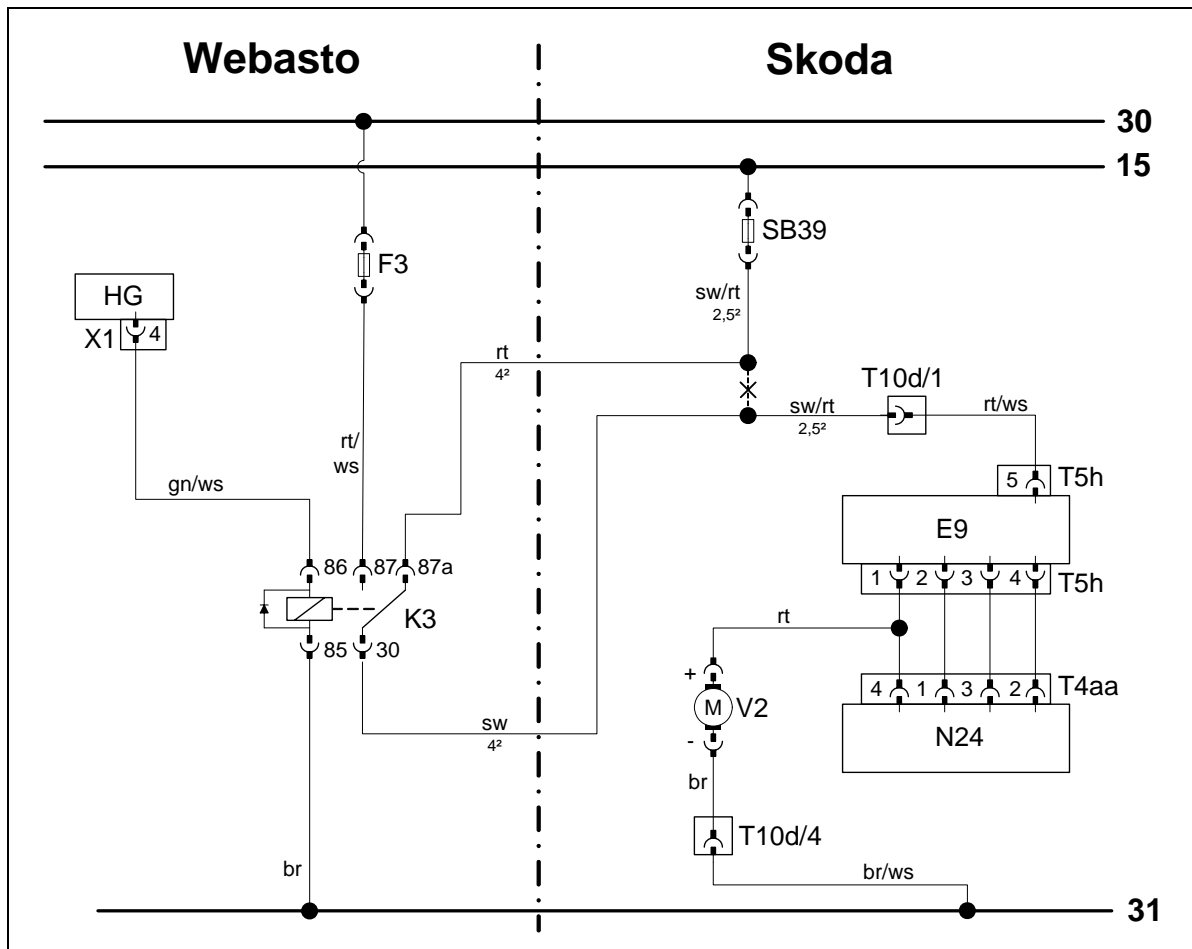 Webasto
Skoda
30
15
SB39
F3
HG
sw/rt
2,5²
X1
4
rt
4²
T10d/1
sw/rt
2,5²
rt/ws
rt/
ws
gn/ws
5
T5h
E9
86
87
87a
1
2
3
4
T5h
K3
85
30
rt
+
4
1
3
2
T4aa
M
V2
sw
4²
-
N24
br
T10d/4
br
br/ws
31